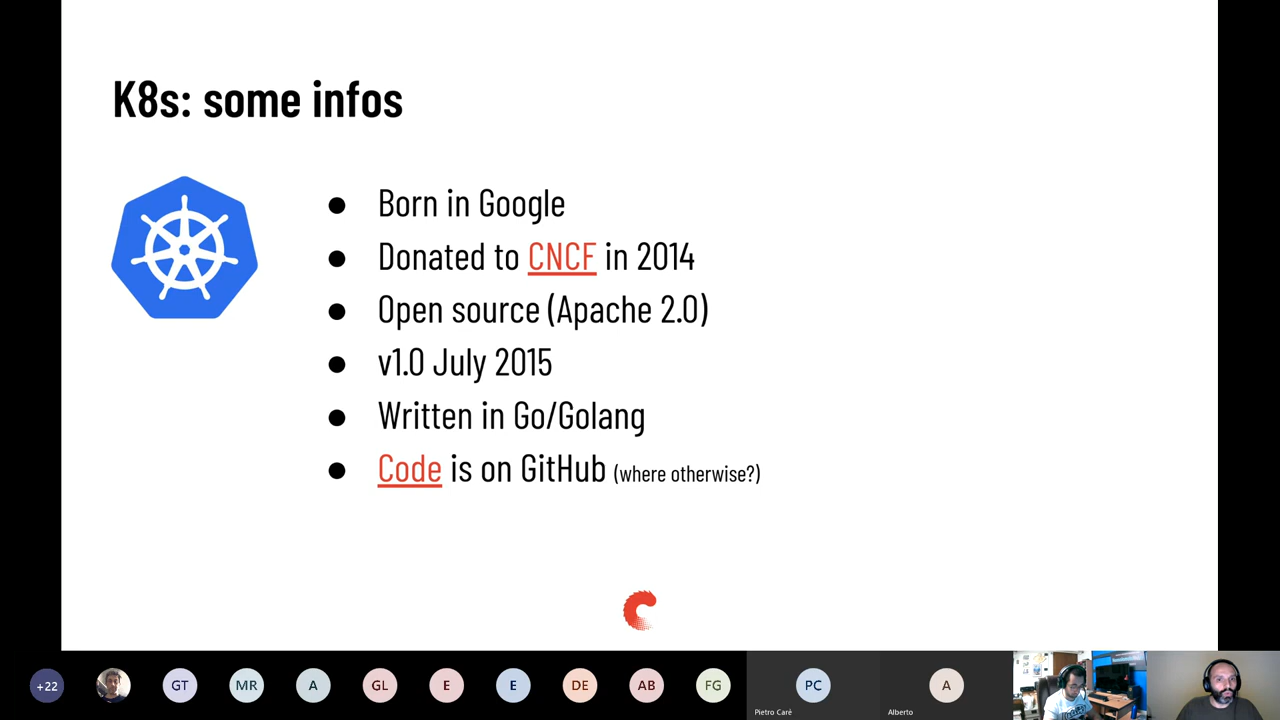 K8s: some infos
● Born in Google
● Donated to CNCF in 2014
● Open source (Apache 2.0)
● v1.0 July 2015
● Written in Go/Golang
● Code is on GitHub (where otherwise?)
+22
GT
MR
A
GL
E
E
DE
AB
FG
PC
Pietro Caré
A
Alberto